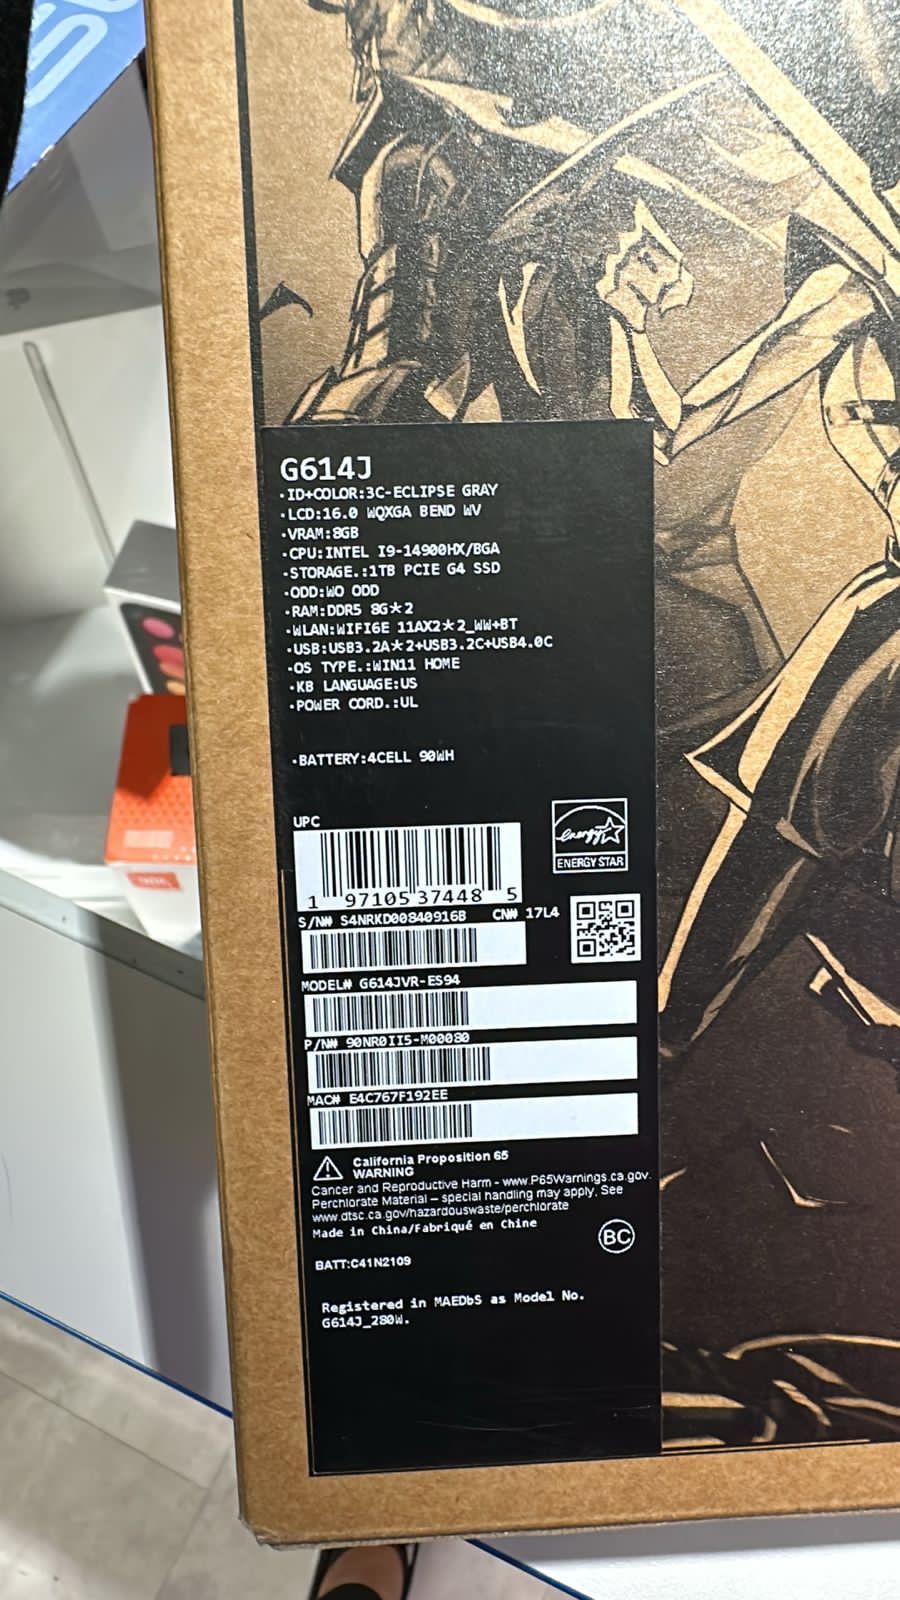 G614J
·ID+COLOR:3C-ECLIPSE GRAY
·LCD:16.0 WQXGA BEND WV
·VRAM:8GB
·CPU:INTEL I9-14900HX/BGA
·STORAGE.:1TB PCIE G4 SSD
·ODD:WO ODD
·RAM:DDR5 8G*2
·WLAN:WIFI6E 11AX2*2_WW+BT
·USB:USB3.2A*2+USB3.2C+USB4.0C
·OS TYPE.:WIN11 HOME
·KB LANGUAGE:US
·POWER CORD.:UL
·BATTERY:4CELL 90WH
UPC
energy
ENERGY STAR
1 97105 37448 5
S/N# S4NRKD00840916B CN# 17L4
MODEL# G614JVR-ES94
P/N# 90NR0II5-M00080
MAC# E4C767F192EE
California Proposition 65
WARNING
Cancer and Reproductive Harm - www.P65Warnings.ca.gov.
Perchlorate Material – special handling may apply. See
www.dtsc.ca.gov/hazardouswaste/perchlorate
Made in China/Fabriqué en Chine
BC
BATT:C41N2109
Registered in MAEDbS as Model No.
G614J_280W.